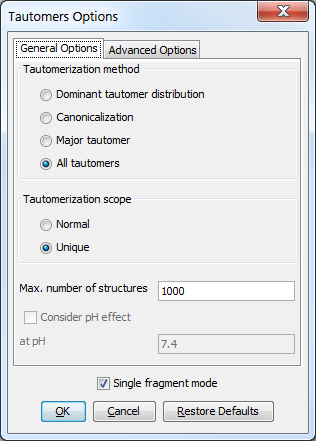 Tautomers Options
General Options Advanced Options
Tautomerization method
Dominant tautomer distribution
Canonicalization
Major tautomer
All tautomers
Tautomerization scope
Normal
Unique
Max. number of structures 1000
Consider pH effect
at pH 7.4
Single fragment mode
OK Cancel Restore Defaults